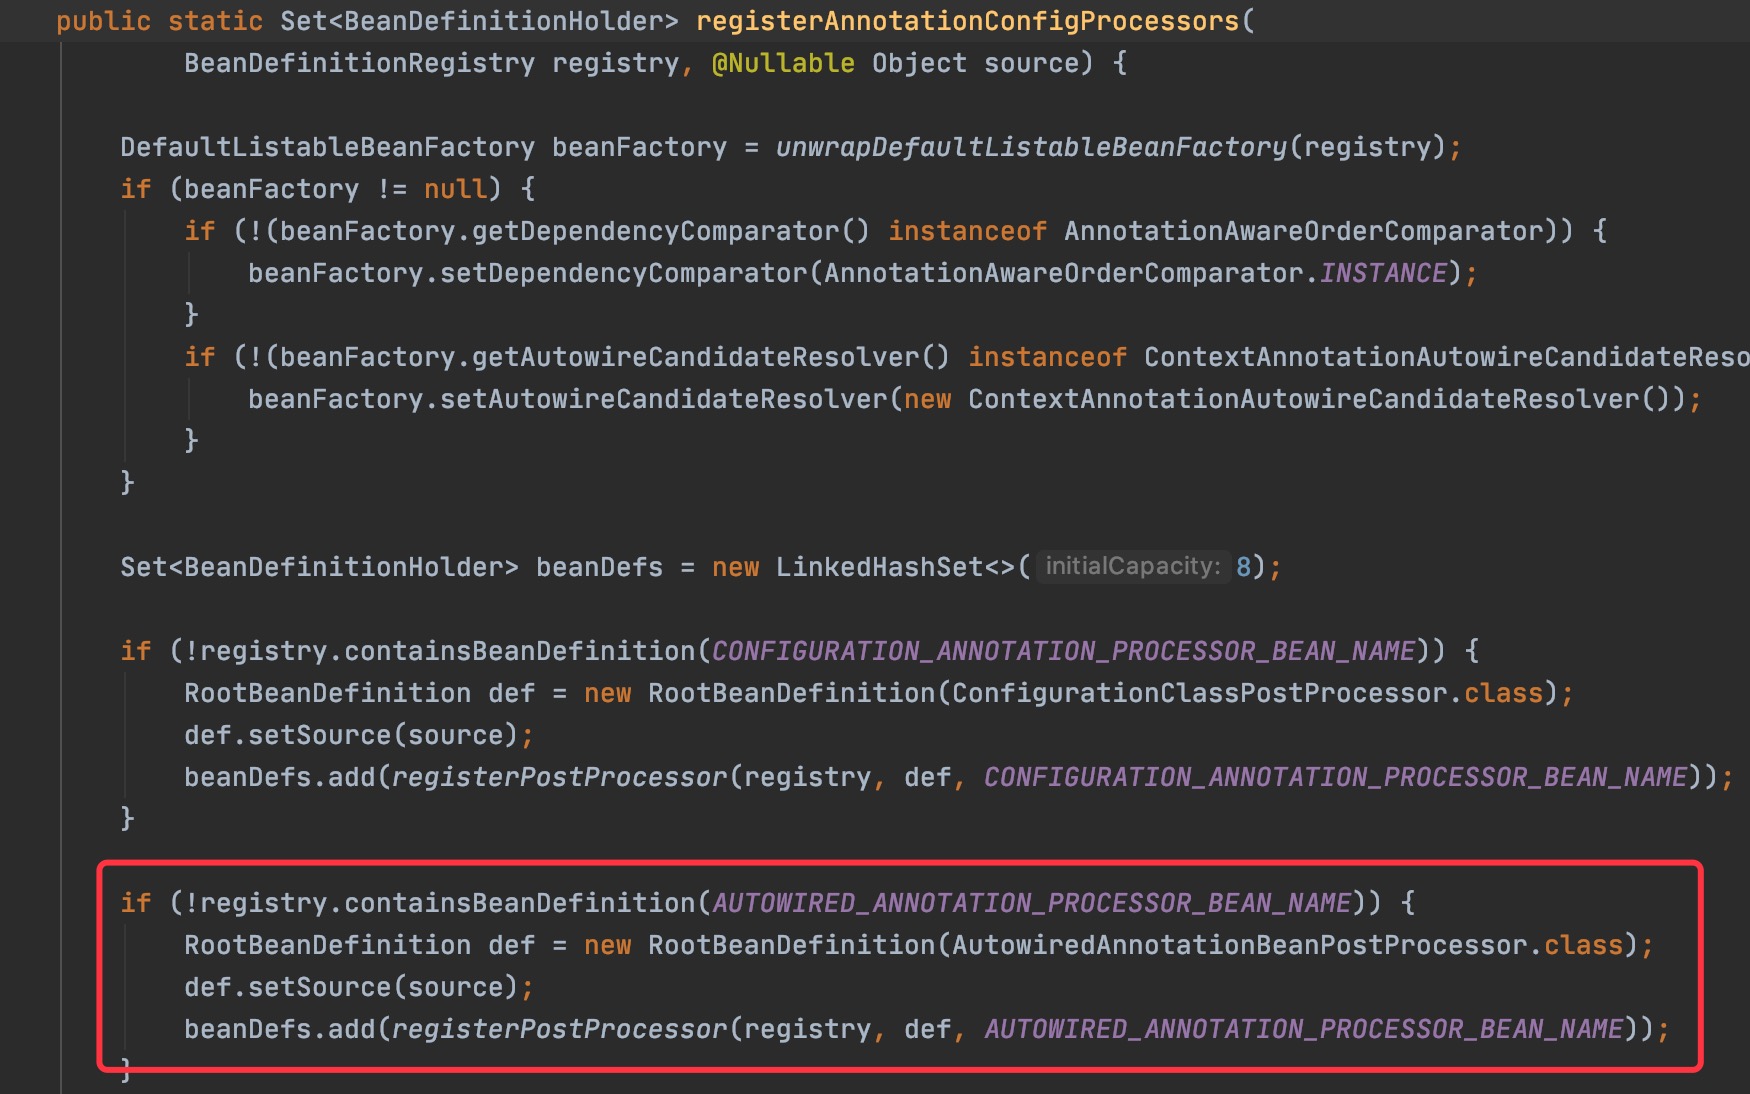 public static Set<BeanDefinitionHolder> registerAnnotationConfigProcessors(
BeanDefinitionRegistry registry, @Nullable Object source) {
DefaultListableBeanFactory beanFactory = unwrapDefaultListableBeanFactory(registry);
if (beanFactory != null) {
if (!(beanFactory.getDependencyComparator() instanceof AnnotationAwareOrderComparator)) {
beanFactory.setDependencyComparator(AnnotationAwareOrderComparator.INSTANCE);
}
if (!(beanFactory.getAutowireCandidateResolver() instanceof ContextAnnotationAutowireCandidateReso
beanFactory.setAutowireCandidateResolver(new ContextAnnotationAutowireCandidateResolver());
}
}
Set<BeanDefinitionHolder> beanDefs = new LinkedHashSet<>( initialCapacity: 8);
if (!registry.containsBeanDefinition(CONFIGURATION_ANNOTATION_PROCESSOR_BEAN_NAME)) {
RootBeanDefinition def = new RootBeanDefinition(ConfigurationClassPostProcessor.class);
def.setSource(source);
beanDefs.add(registerPostProcessor(registry, def, CONFIGURATION_ANNOTATION_PROCESSOR_BEAN_NAME));
}
if (!registry.containsBeanDefinition(AUTOWIRED_ANNOTATION_PROCESSOR_BEAN_NAME)) {
RootBeanDefinition def = new RootBeanDefinition(AutowiredAnnotationBeanPostProcessor.class);
def.setSource(source);
beanDefs.add(registerPostProcessor(registry, def, AUTOWIRED_ANNOTATION_PROCESSOR_BEAN_NAME));
}